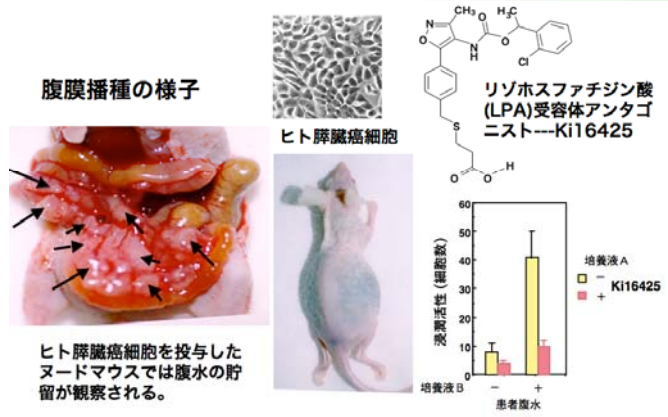 腹膜播種の様子
ヒト膵臓癌細胞
CH₃
N
O
NH
O
O
CH₃
Cl
S
O
O
H
リゾホスファチジン酸
(LPA)受容体アンタゴ
ニスト---Ki16425
ヒト膵臓癌細胞を投与した
ヌードマウスでは腹水の貯
留が観察される。
浸潤活性 (細胞数)
60
50
40
30
20
10
0
培養液A
− Ki16425
+
培養液B − +
患者腹水